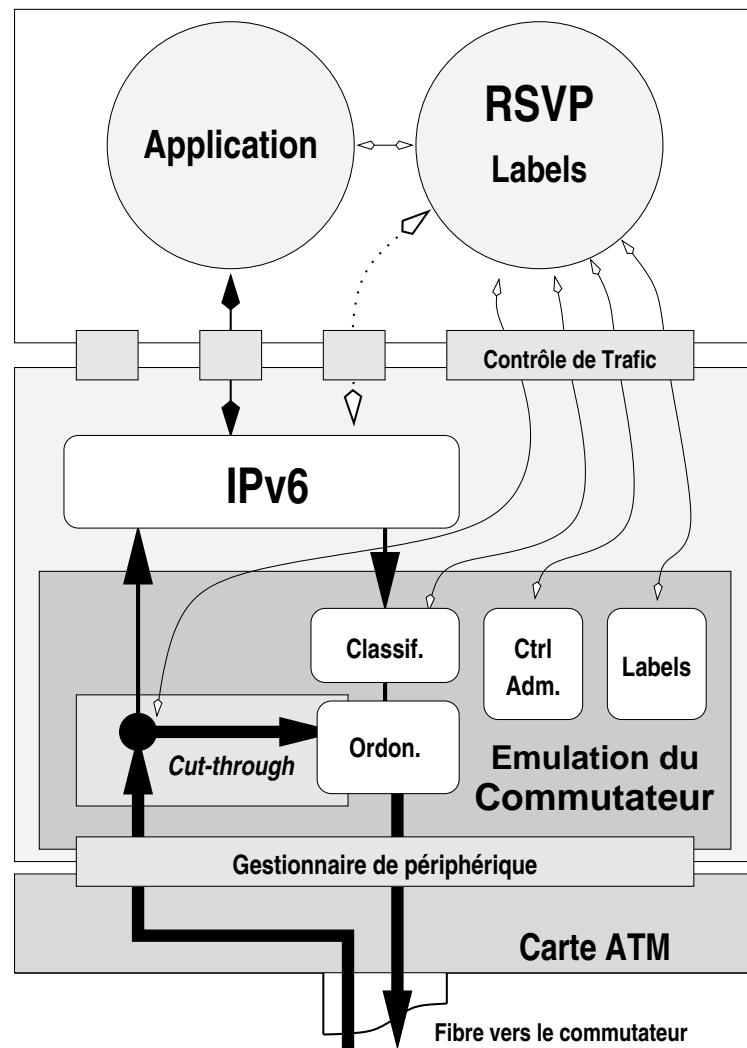 Application
RSVP
Labels
Contrôle de Trafic
IPv6
Classif.
Ctrl
Adm.
Labels
Ordon.
Cut-through
Emulation du
Commutateur
Gestionnaire de périphérique
Carte ATM
Fibre vers le commutateur